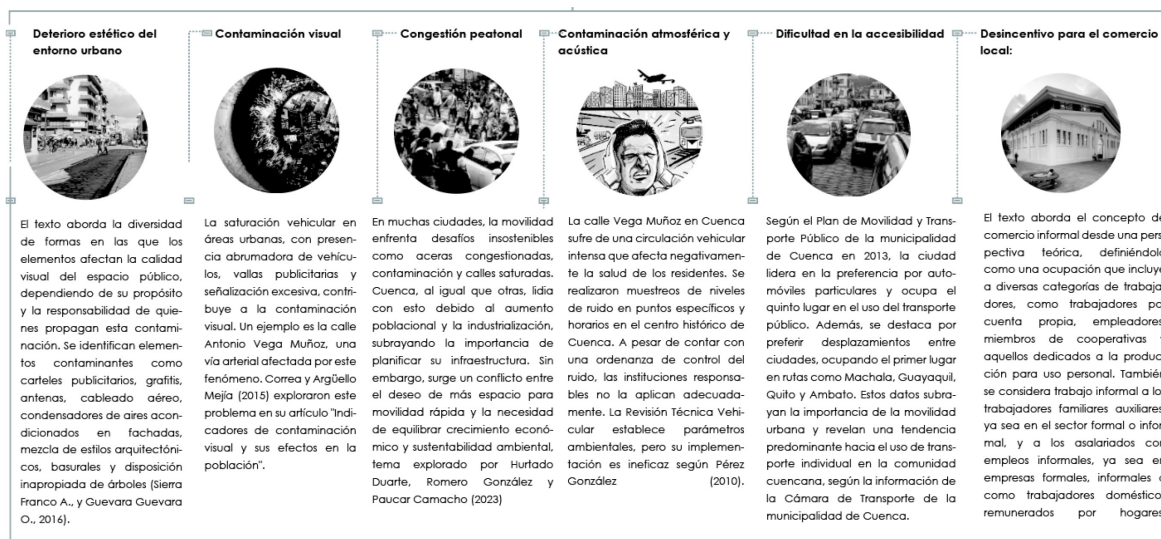 Deterioro estético del
entorno urbano
El texto aborda la diversidad
de formas en las que los
elementos afectan la calidad
visual del espacio público,
dependiendo de su propósito
y la responsabilidad de quie-
nes propagan esta contami-
nación. Se identifican elemen-
tos contaminantes como
carteles publicitarios, grafitis,
antenas, cableado aéreo,
condensadores de aires acon-
dicionados en fachadas,
mezcla de estilos arquitectóni-
cos, basurales y disposición
inapropiada de árboles (Sierra
Franco A., y Guevara Guevara
O., 2016).
Contaminación visual
La saturación vehicular en
áreas urbanas, con presen-
cia abrumadora de vehícu-
los, vallas publicitarias y
señalización excesiva, contri-
buye a la contaminación
visual. Un ejemplo es la calle
Antonio Vega Muñoz, una
vía arterial afectada por este
fenómeno. Correa y Argüello
Mejía (2015) exploraron este
problema en su artículo "Indi-
cadores de contaminación
visual y sus efectos en la
población".
Congestión peatonal
En muchas ciudades, la movilidad
enfrenta desafíos insostenibles
como aceras congestionadas,
contaminación y calles saturadas.
Cuenca, al igual que otras, lidia
con esto debido al aumento
poblacional y la industrialización,
subrayando la importancia de
planificar su infraestructura. Sin
embargo, surge un conflicto entre
el deseo de más espacio para
movilidad rápida y la necesidad
de equilibrar crecimiento econó-
mico y sustentabilidad ambiental,
tema explorado por Hurtado
Duarte, Romero González y
Paucar Camacho (2023)
Contaminación atmosférica y
acústica
La calle Vega Muñoz en Cuenca
sufre de una circulación vehicular
intensa que afecta negativamen-
te la salud de los residentes. Se
realizaron muestreos de niveles
de ruido en puntos específicos y
horarios en el centro histórico de
Cuenca. A pesar de contar con
una ordenanza de control del
ruido, las instituciones responsa-
bles no la aplican adecuada-
mente. La Revisión Técnica Vehi-
cular establece parámetros
ambientales, pero su implemen-
tación es ineficaz según Pérez
González (2010).
Dificultad en la accesibilidad
Según el Plan de Movilidad y Trans-
porte Público de la municipalidad
de Cuenca en 2013, la ciudad
lidera en la preferencia por auto-
móviles particulares y ocupa el
quinto lugar en el uso del transporte
público. Además, se destaca por
preferir desplazamientos entre
ciudades, ocupando el primer lugar
en rutas como Machala, Guayaquil,
Quito y Ambato. Estos datos subra-
yan la importancia de la movilidad
urbana y revelan una tendencia
predominante hacia el uso de trans-
porte individual en la comunidad
cuencana, según la información de
la Cámara de Transporte de la
municipalidad de Cuenca.
Desincentivo para el comercio
local:
El texto aborda el concepto de
comercio informal desde una pers
pectiva teórica,
como una ocupación que incluye
a diversas categorías de trabaja
dores, como trabajadores
cuenta propia, empleadores
miembros de cooperativas
aquellos dedicados a la produc
ción para uso personal. También
se considera trabajo informal a
trabajadores familiares auxiliares
ya sea en el sector formal o infor
mal, y a los asalariados
empleos informales, ya sea
empresas formales, informales
como trabajadores
remunerados por hogares